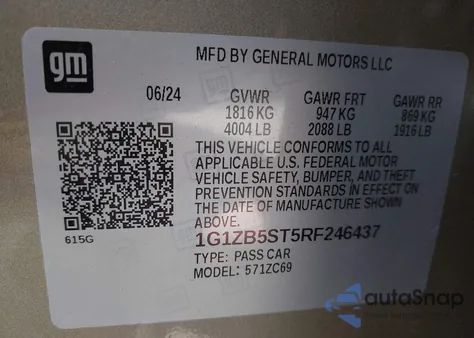 gm
MFD BY GENERAL MOTORS LLC
06/24 GVWR GAWR FRT GAWR RR
1816 KG 947 KG 869 KG
4004 LB 2088 LB 1916 LB
THIS VEHICLE CONFORMS TO ALL
APPLICABLE U.S. FEDERAL MOTOR
VEHICLE SAFETY, BUMPER, AND THEFT
PREVENTION STANDARDS IN EFFECT ON
THE DATE OF MANUFACTURE SHOWN
ABOVE.
615G
1G1ZB5ST5RF246437
TYPE: PASS CAR
MODEL: 571ZC69
autoSnap